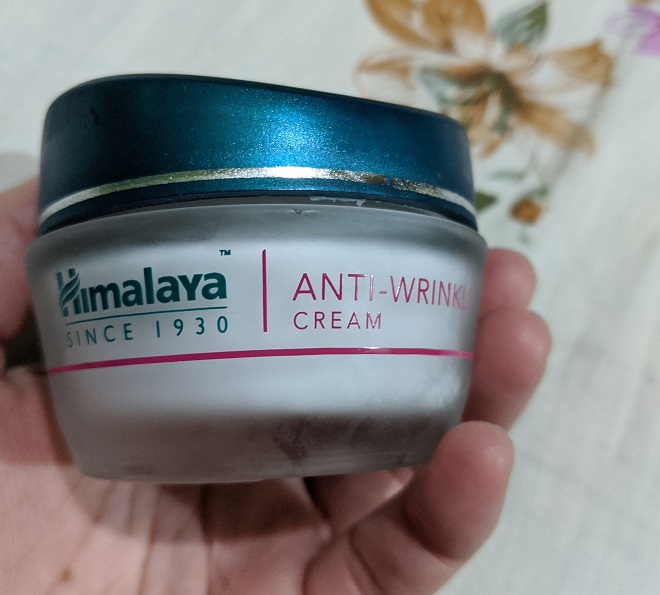 Himalaya™
SINCE 1930
ANTI-WRINKL
CREAM